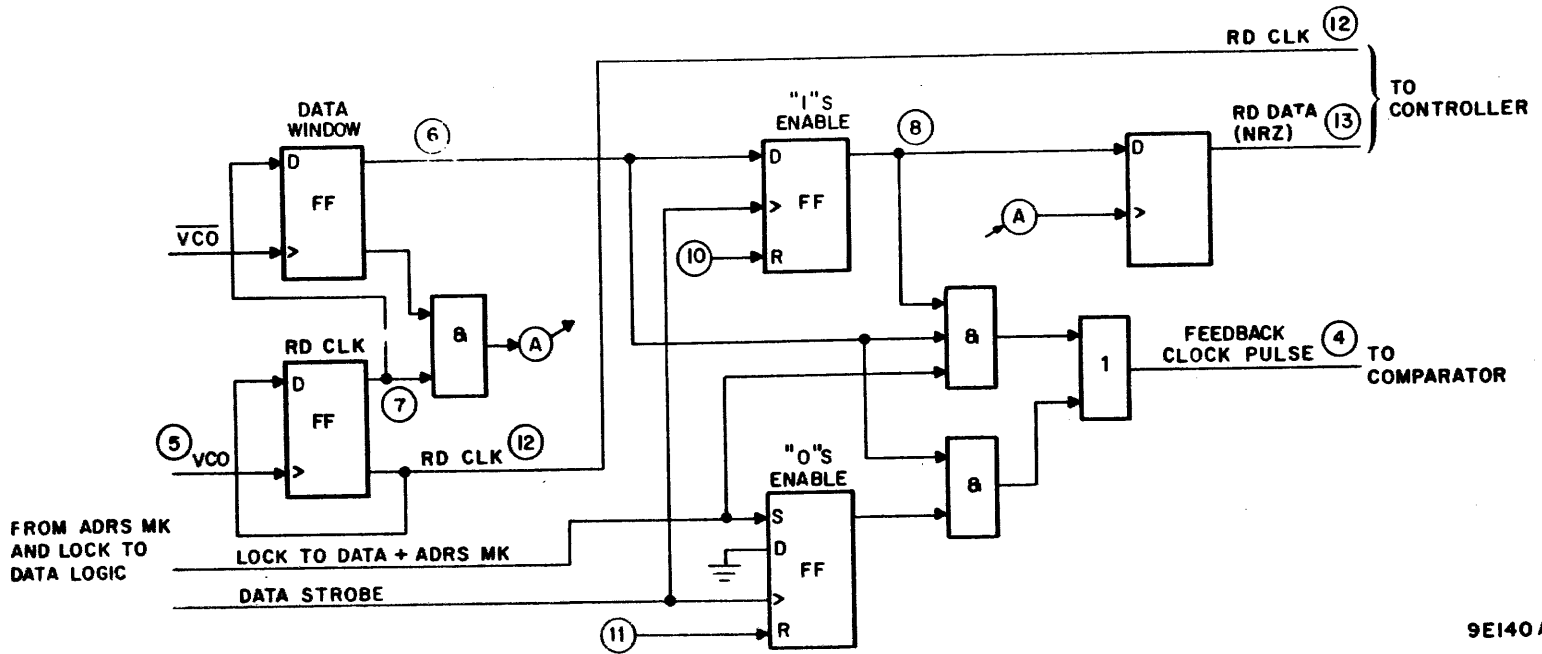 RD CLK 12
TO
CONTROLLER
RD DATA 13
(NRZ)
DATA
WINDOW
6
D
FF
>
VCO
"1"S
ENABLE
8
D
>
FF
R
10
D
>
A
&
A
RD CLK
D
FF
>
7
5 VCO
RD CLK 12
&
1
FEEDBACK
CLOCK PULSE 4
TO
COMPARATOR
&
"0"S
ENABLE
S
D
FF
>
R
FROM ADRS MK
AND LOCK TO
DATA LOGIC
LOCK TO DATA + ADRS MK
DATA STROBE
11
9E140A